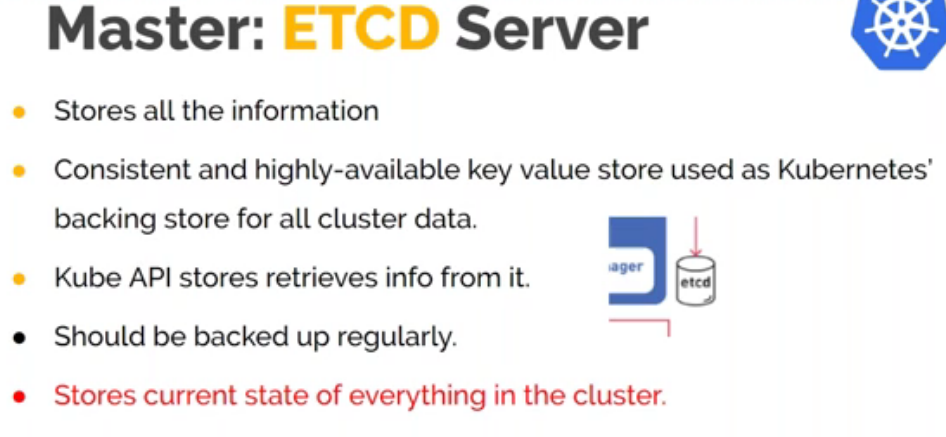 Master: ETCD Server
Stores all the information
Consistent and highly-available key value store used as Kubernetes’
backing store for all cluster data.
Kube API stores retrieves info from it.
ager
etcd
Should be backed up regularly.
Stores current state of everything in the cluster.